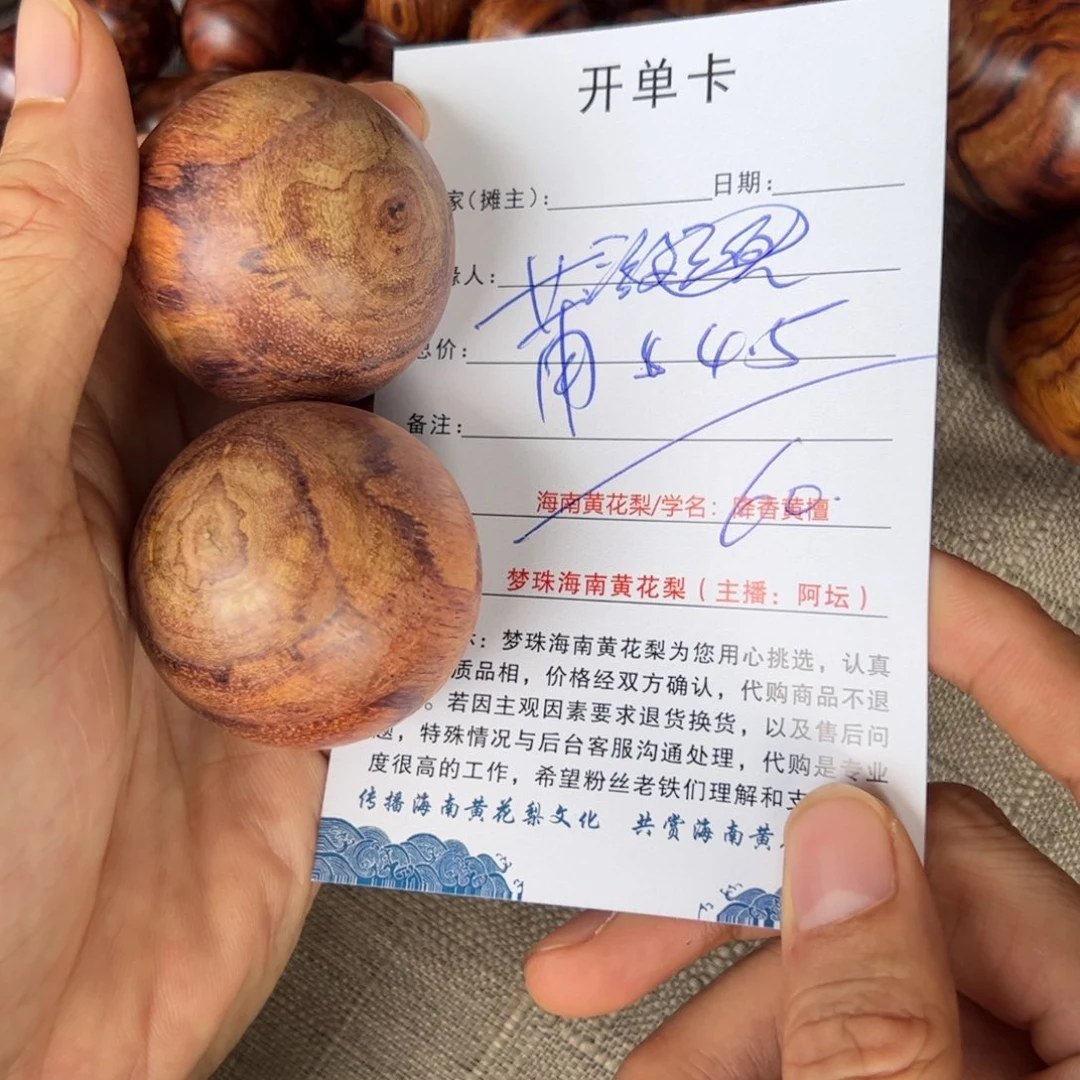 开单卡
家(摊主): 日期:
缘人:
莆 $ 45
总价:
备注:
60
海南黄花梨/学名: 降香黄檀
梦珠海南黄花梨(主播: 阿坛)
: 梦珠海南黄花梨为您用心挑选, 认真
质品相, 价格经双方确认, 代购商品不退
。若因主观因素要求退货换货, 以及售后问
题, 特殊情况与后台客服沟通处理, 代购是专业
度很高的工作, 希望粉丝老铁们理解和支
传播海南黄花梨文化 共赏海南黄